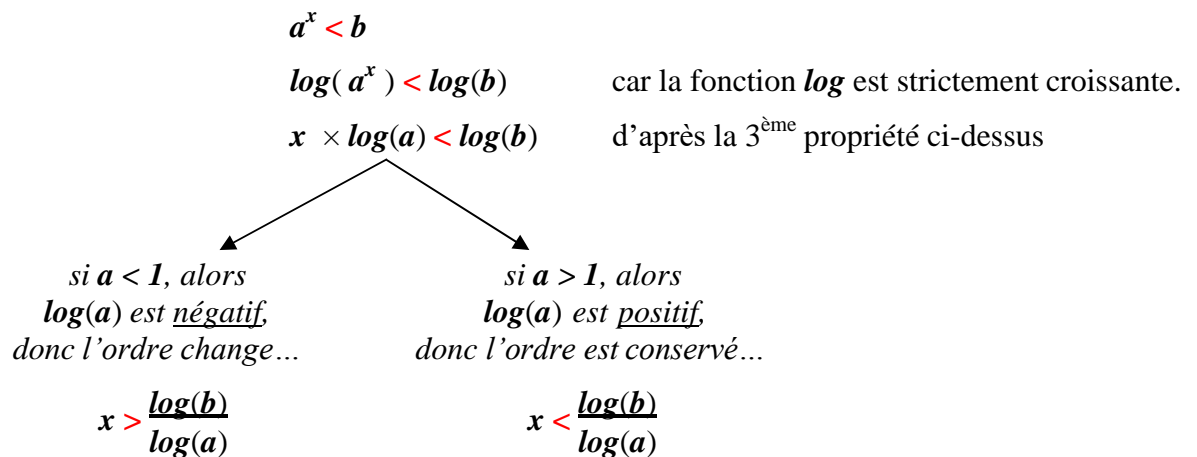 aˣ < b
log( aˣ ) < log(b) car la fonction log est strictement croissante.
x × log(a) < log(b) d'après la 3ème propriété ci-dessus
si a < 1, alors
log(a) est négatif,
donc l'ordre change…
x > log(b)/log(a)
si a > 1, alors
log(a) est positif,
donc l'ordre est conservé…
x < log(b)/log(a)